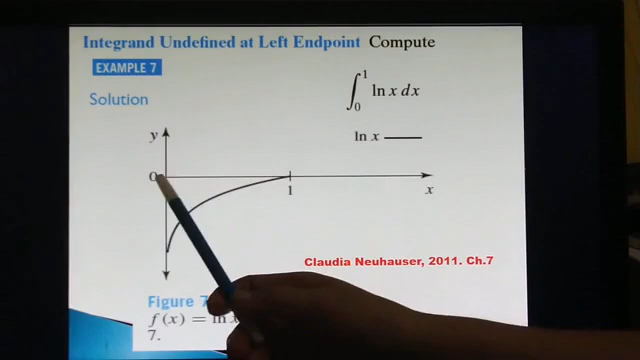 Integrand Undefined at Left Endpoint Compute
EXAMPLE 7
∫₀¹ ln x dx
Solution
ln x
y
0
1
x
Claudia Neuhauser, 2011. Ch.7
Figure 7
f(x) = ln
7.